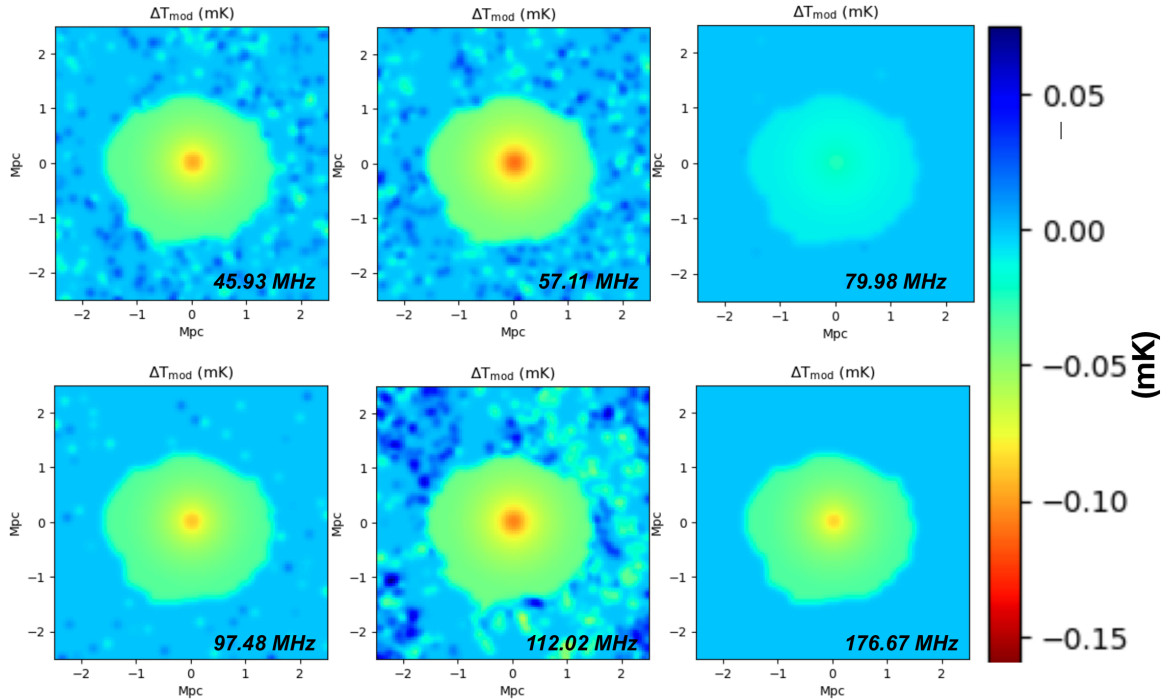 ΔT_mod (mK)
ΔT_mod (mK)
ΔT_mod (mK)
2
1
0
−1
−2
Mpc
45.93 MHz
−2 −1 0 1 2
Mpc
2
1
0
−1
−2
Mpc
57.11 MHz
−2 −1 0 1 2
Mpc
2
1
0
−1
−2
Mpc
79.98 MHz
−2 −1 0 1 2
Mpc
ΔT_mod (mK)
ΔT_mod (mK)
ΔT_mod (mK)
2
1
0
−1
−2
Mpc
97.48 MHz
−2 −1 0 1 2
Mpc
2
1
0
−1
−2
Mpc
112.02 MHz
−2 −1 0 1 2
Mpc
2
1
0
−1
−2
Mpc
176.67 MHz
−2 −1 0 1 2
Mpc
0.05
0.00
−0.05
−0.10
−0.15
(mK)